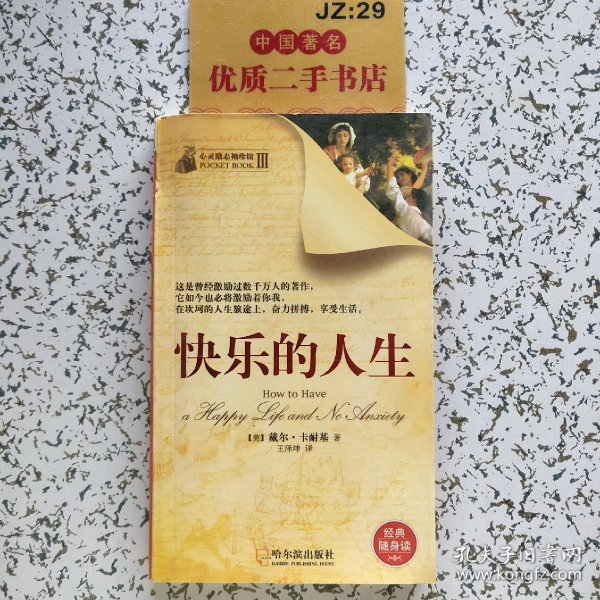 JZ:29
中国著名
优质二手书店
心灵励志袖珍馆
POCKET BOOK III
这是曾经激励过数千万人的著作，
它如今也必将激励着你我，
在坎坷的人生旅途上，奋力拼搏，享受生活。
快乐的人生
How to Have
a Happy Life and No Anxiety
【美】戴尔·卡耐基 著
王泽坤 译
经典
随身读
哈尔滨出版社
HARBIN PUBLISHING HOUSE
孔夫子旧书网
www.kongfz.com